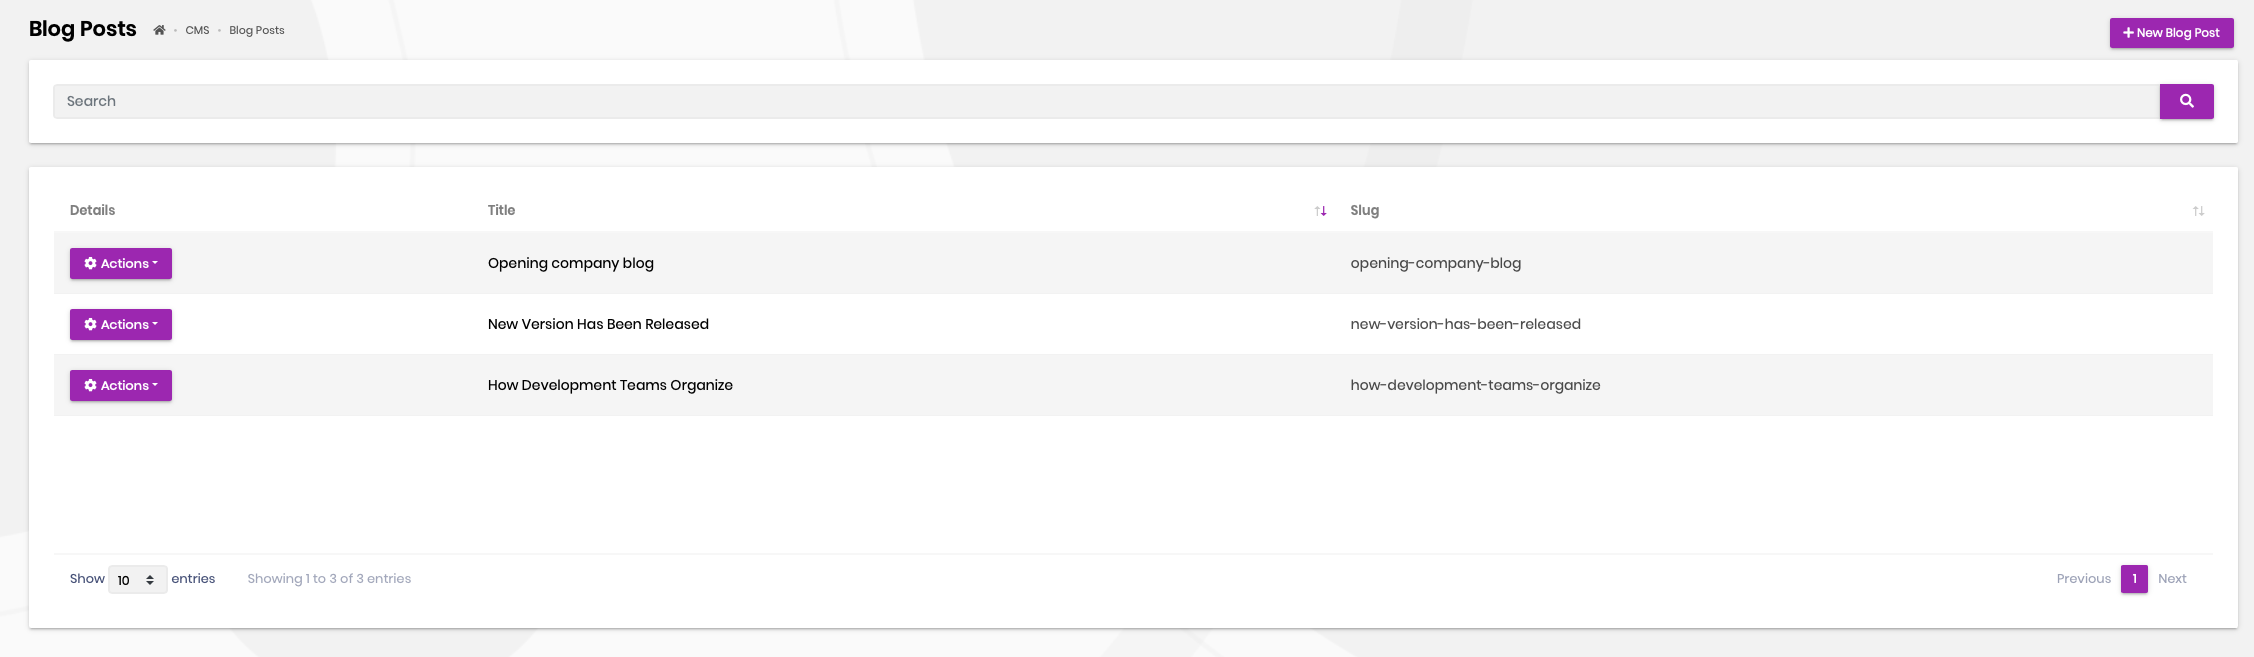 Blog Posts CMS Blog Posts
New Blog Post
Search
Details Title Slug
Actions Opening company blog opening-company-blog
Actions New Version Has Been Released new-version-has-been-released
Actions How Development Teams Organize how-development-teams-organize
Show 10 entries Showing 1 to 3 of 3 entries Previous 1 Next